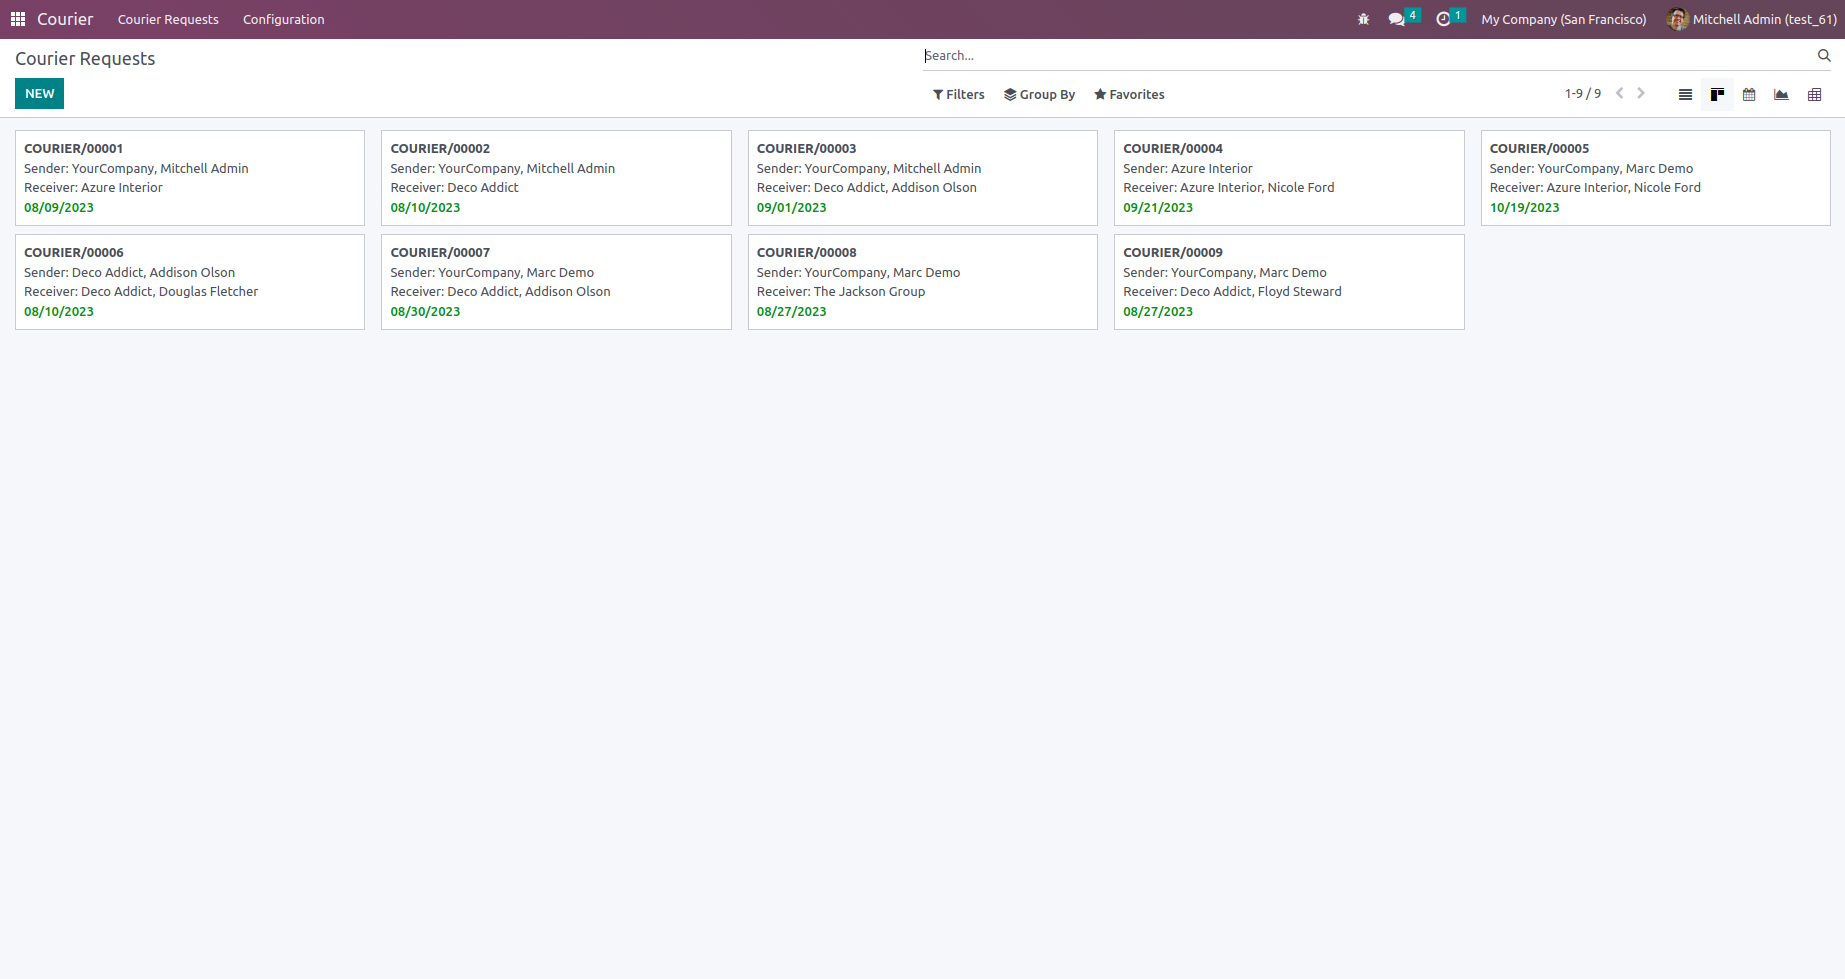 Courier Courier Requests Configuration 4 1 My Company (San Francisco) Mitchell Admin (test_61)
Courier Requests
Search...
NEW
Filters Group By Favorites 1-9 / 9
COURIER/00001
Sender: YourCompany, Mitchell Admin
Receiver: Azure Interior
08/09/2023
COURIER/00002
Sender: YourCompany, Mitchell Admin
Receiver: Deco Addict
08/10/2023
COURIER/00003
Sender: YourCompany, Mitchell Admin
Receiver: Deco Addict, Addison Olson
09/01/2023
COURIER/00004
Sender: Azure Interior
Receiver: Azure Interior, Nicole Ford
09/21/2023
COURIER/00005
Sender: YourCompany, Marc Demo
Receiver: Azure Interior, Nicole Ford
10/19/2023
COURIER/00006
Sender: Deco Addict, Addison Olson
Receiver: Deco Addict, Douglas Fletcher
08/10/2023
COURIER/00007
Sender: YourCompany, Marc Demo
Receiver: Deco Addict, Addison Olson
08/30/2023
COURIER/00008
Sender: YourCompany, Marc Demo
Receiver: The Jackson Group
08/27/2023
COURIER/00009
Sender: YourCompany, Marc Demo
Receiver: Deco Addict, Floyd Steward
08/27/2023